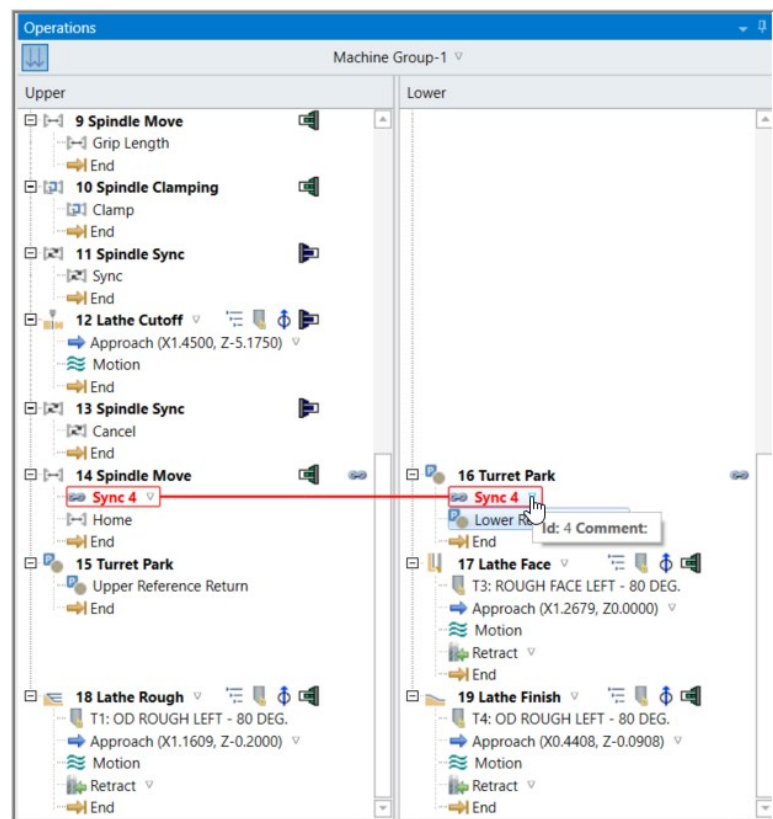 Operations
Machine Group-1
Upper
9 Spindle Move
Grip Length
End
10 Spindle Clamping
Clamp
End
11 Spindle Sync
Sync
End
12 Lathe Cutoff
Approach (X1.4500, Z-5.1750)
Motion
End
13 Spindle Sync
Cancel
End
14 Spindle Move
Sync 4
Home
End
15 Turret Park
Upper Reference Return
End
18 Lathe Rough
T1: OD ROUGH LEFT - 80 DEG.
Approach (X1.1609, Z-0.2000)
Motion
Retract
End
Lower
16 Turret Park
Sync 4
Lower
Id: 4 Comment:
End
17 Lathe Face
T3: ROUGH FACE LEFT - 80 DEG.
Approach (X1.2679, Z0.0000)
Motion
Retract
End
19 Lathe Finish
T4: OD ROUGH LEFT - 80 DEG.
Approach (X0.4408, Z-0.0908)
Motion
Retract
End